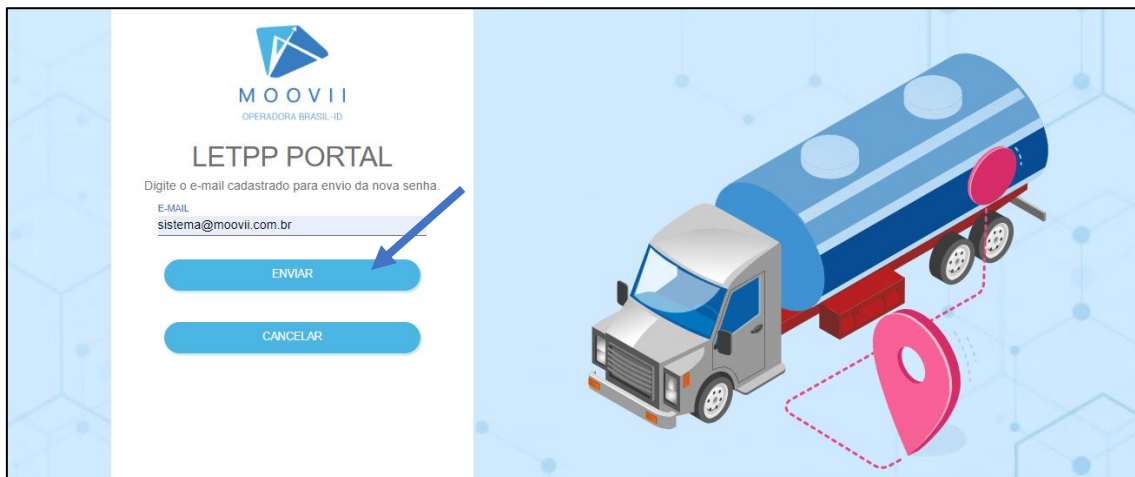 MOOVII
OPERADORA BRASIL-ID
LETPP PORTAL
Digite o e-mail cadastrado para envio da nova senha.
E-MAIL
sistema@moovii.com.br
ENVIAR
CANCELAR